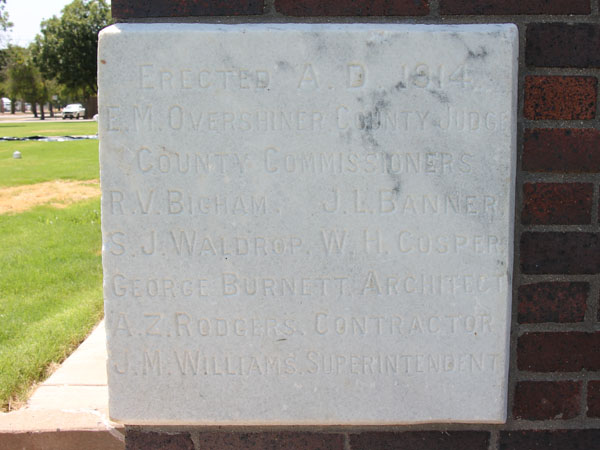 ERECTED A. D. 1914.
E. M. OVERSHINER, COUNTY JUDGE
COUNTY COMMISSIONERS
R. V. BIGHAM. J. L. BANNER
S. J. WALDROP. W. H. COSPER
GEORGE BURNETT, ARCHITECT
A. Z. RODGERS. CONTRACTOR
J. M. WILLIAMS. SUPERINTENDENT